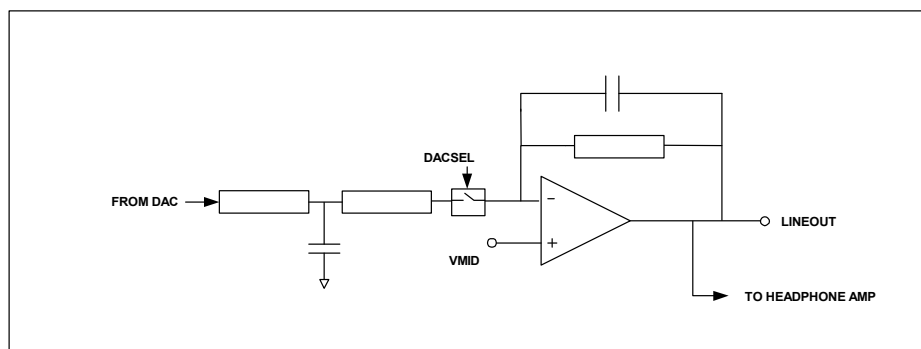 DACSEL
FROM DAC
−
LINEOUT
VMID
+
TO HEADPHONE AMP